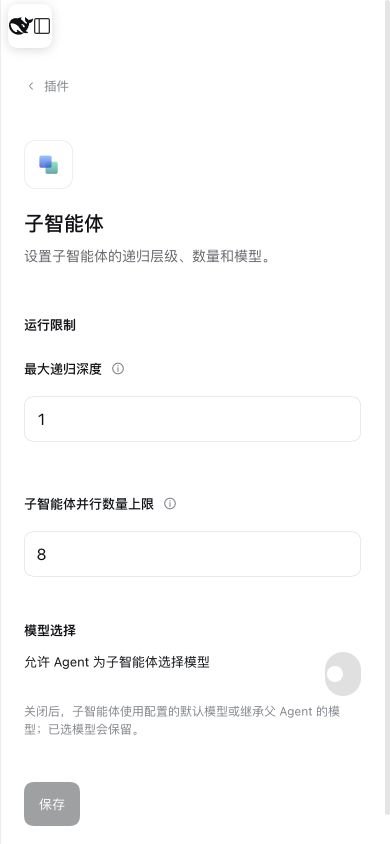 插件
子智能体
设置子智能体的递归层级、数量和模型。
运行限制
最大递归深度
1
子智能体并行数量上限
8
模型选择
允许 Agent 为子智能体选择模型
关闭后，子智能体使用配置的默认模型或继承父 Agent 的模
型；已选模型会保留。
保存